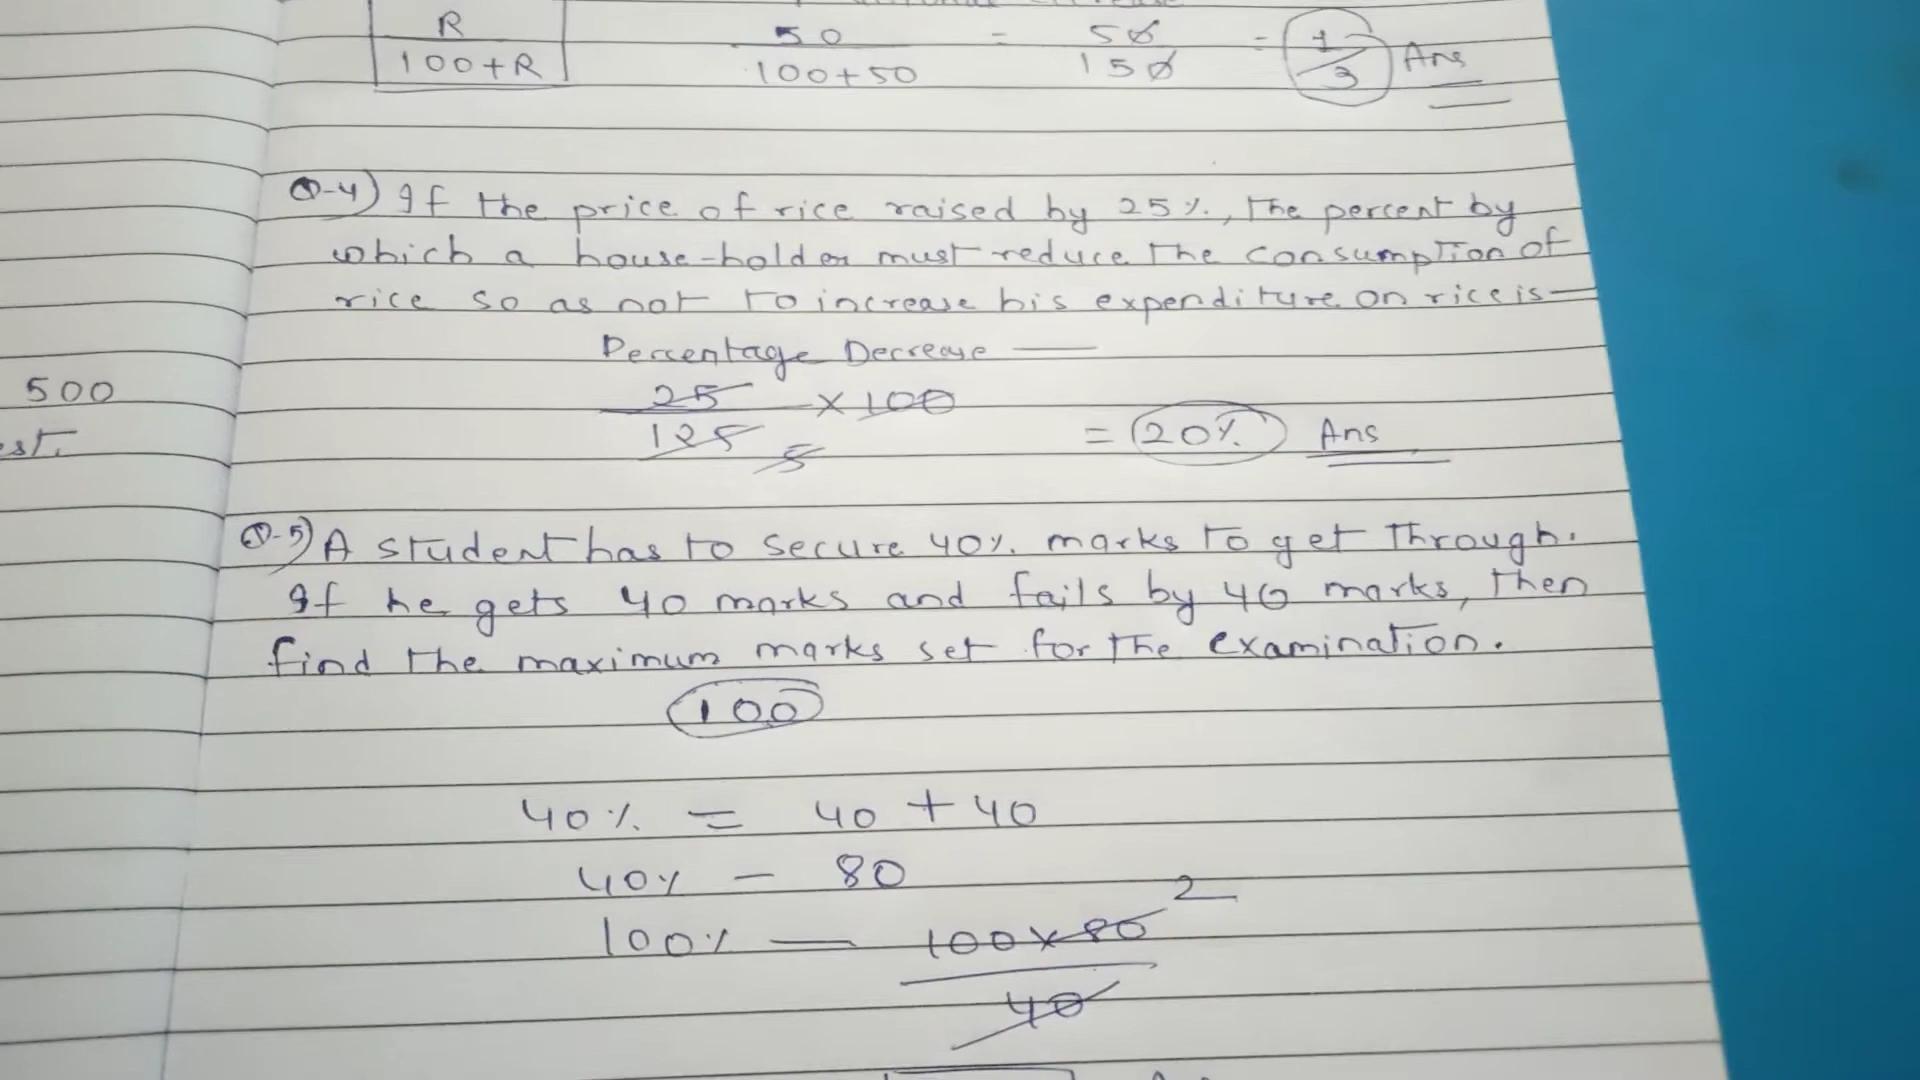 R 50 = 50 = 1
100+R 100+50 150 3 Ans
Q-4) If the price of rice raised by 25%, the percent by
which a house-holder must reduce the consumption of
rice so as not to increase his expenditure on rice is—
Percentage Decrease —
25 × 100
125 5 = 20% Ans
500
Q-5) A student has to secure 40% marks to get through.
If he gets 40 marks and fails by 40 marks, then
find the maximum marks set for the examination.
100
40% = 40 + 40
40% - 80
100% — 100×80 2
40